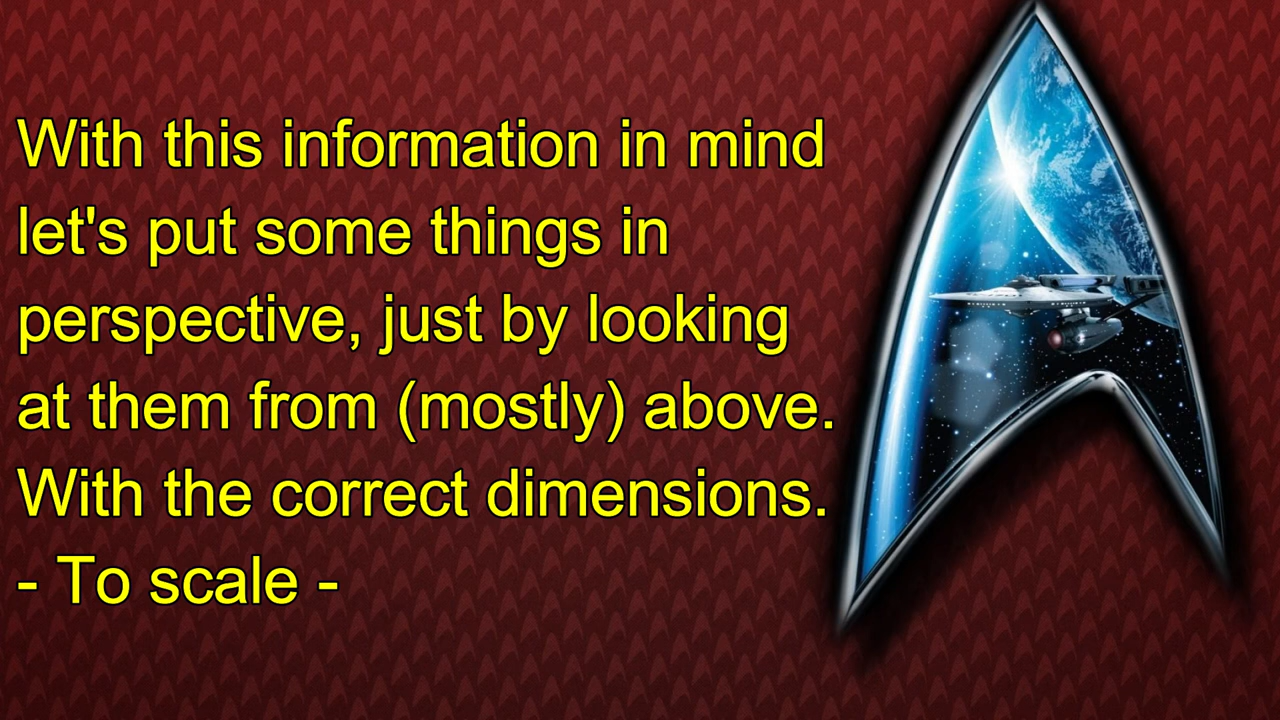 With this information in mind
let's put some things in
perspective, just by looking
at them from (mostly) above.
With the correct dimensions.
- To scale -